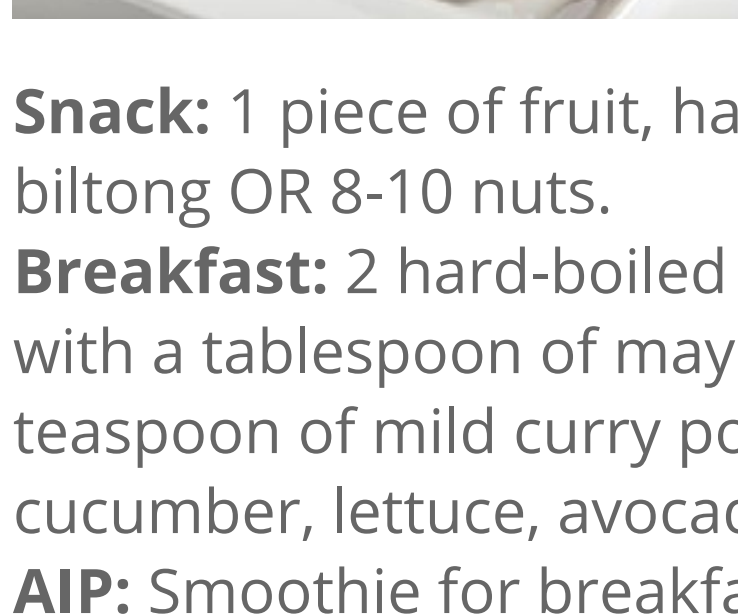 Snack: 1 piece of fruit, ha
biltong OR 8-10 nuts.
Breakfast: 2 hard-boiled
with a tablespoon of may
teaspoon of mild curry po
cucumber, lettuce, avocad
AIP: Smoothie for breakfa